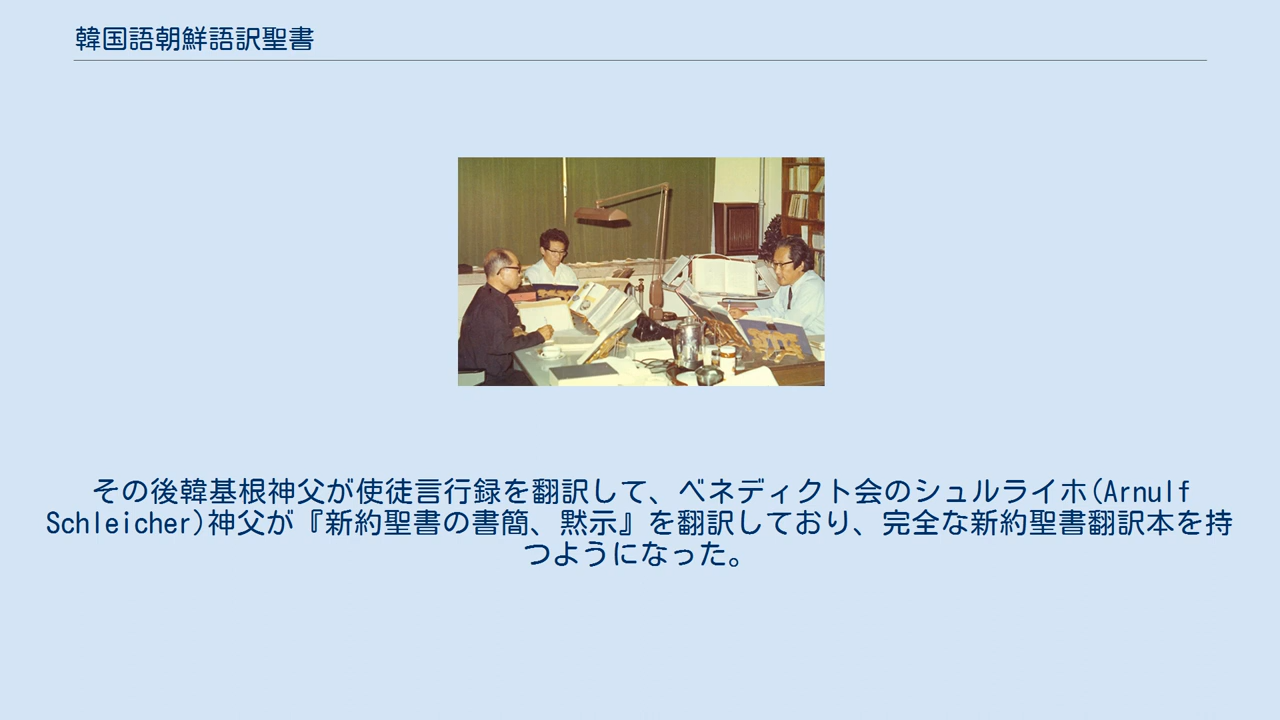 韓国語朝鮮語訳聖書
その後韓基根神父が使徒言行録を翻訳して、ベネディクト会のシュルライホ(Arnulf
Schleicher)神父が『新約聖書の書簡、黙示』を翻訳しており、完全な新約聖書翻訳本を持
つようになった。